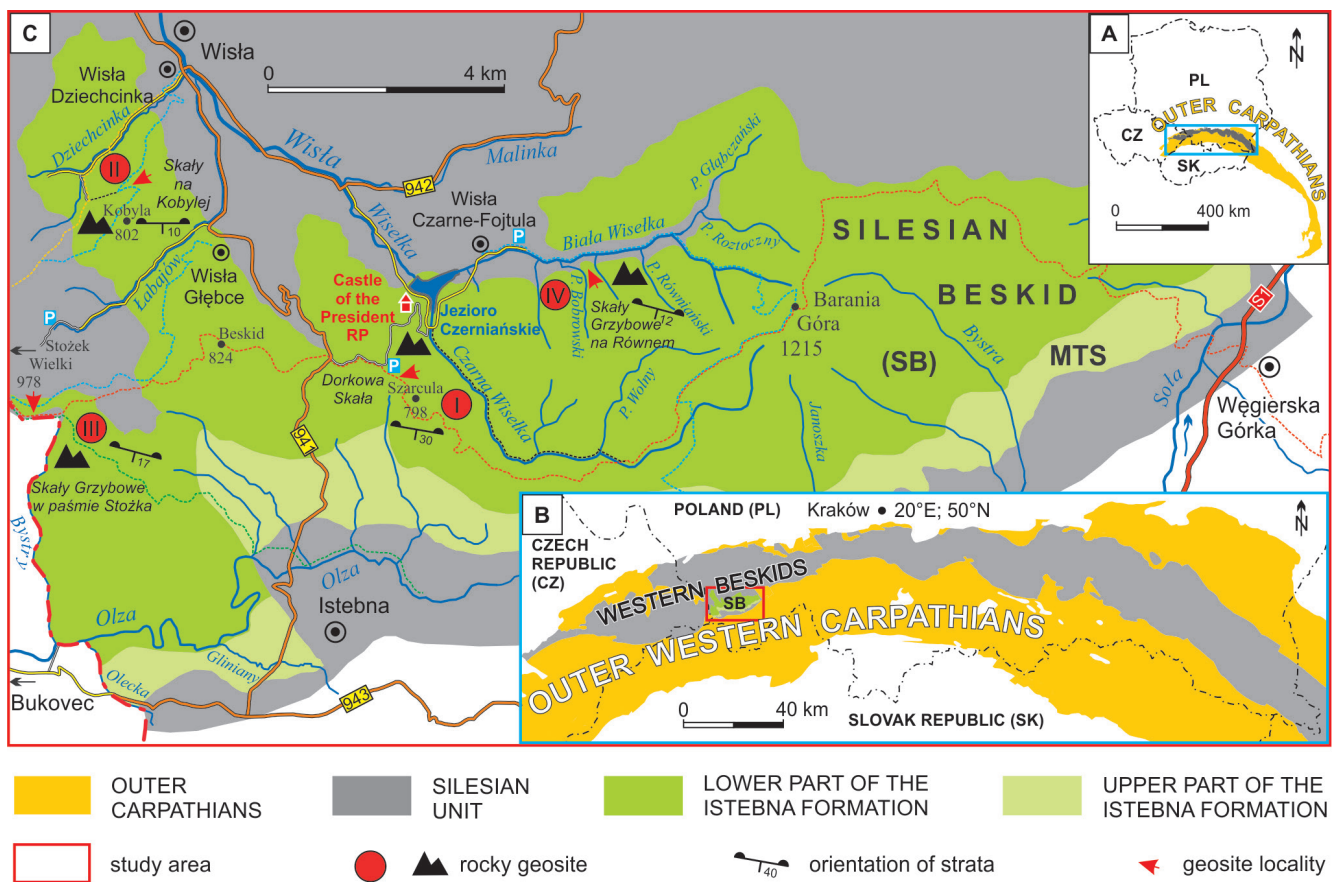 C
Wisła
Wisła
Dziechcinka
0
4 km
Dziechcinka
II
Skały
na
Kobylej
Kobyla
802
10
Wisła
Malinka
942
Wisła
Czarne-Fojtula
P
P. Głąbczański
Wisełka
Biała Wisełka
P. Roztoczny
Łabajów
Wisła
Głębce
Castle
of the
President
RP
Jezioro
Czerniańskie
IV
P. Bobrowski
Skały
Grzybowe
na Równem
P. Równiański
12
Barania
Góra
1215
SILESIAN
BESKID
MTS
(SB)
Bystra
S1
Soła
Węgierska
Górka
P
Stożek
Wielki
978
Beskid
824
Dorkowa
Skała
P
Szarcula
798
I
30
Czarna Wisełka
P. Wolny
Janoszka
III
17
Skały Grzybowe
w paśmie Stożka
941
Bystry
Olza
Olza
Istebna
Gliniany
Olecka
Bukovec
943
A
N
PL
OUTER CARPATHIANS
CZ
SK
0
400 km
B
POLAND (PL)
Kraków
20°E; 50°N
N
CZECH
REPUBLIC
(CZ)
WESTERN BESKIDS
SB
OUTER WESTERN CARPATHIANS
0
40 km
SLOVAK REPUBLIC (SK)
OUTER
CARPATHIANS
SILESIAN
UNIT
LOWER PART OF THE
ISTEBNA FORMATION
UPPER PART OF THE
ISTEBNA FORMATION
study area
rocky geosite
40
orientation of strata
geosite locality